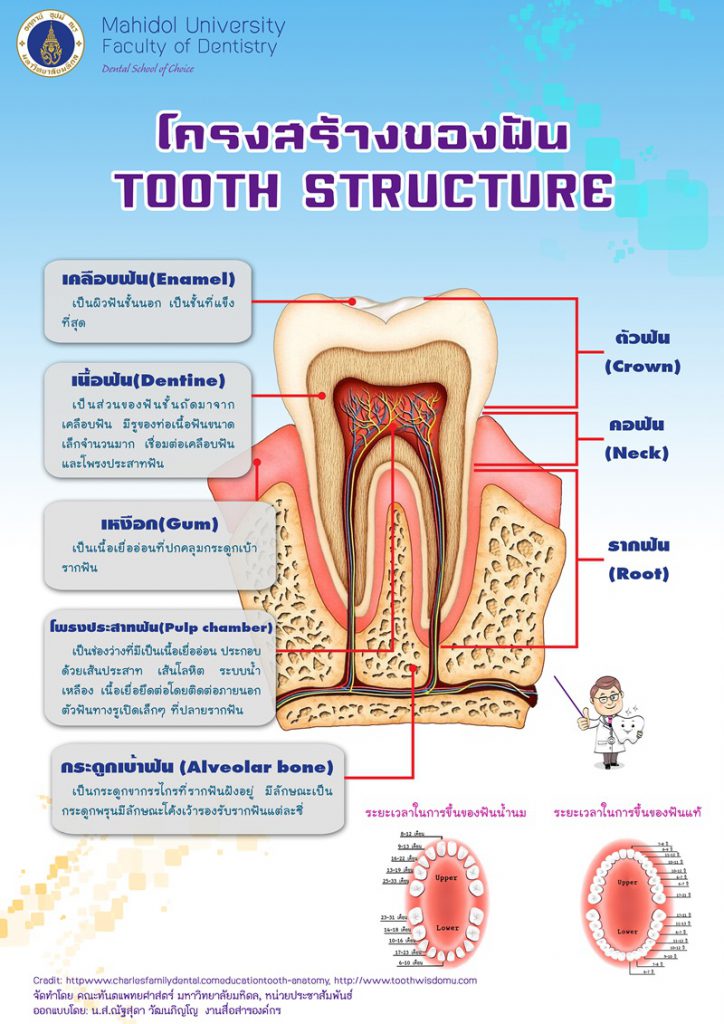 Mahidol University
Faculty of Dentistry
Dental School of Choice
โครงสร้างของฟัน
TOOTH STRUCTURE
เคลือบฟัน(Enamel)
เป็นผิวฟันชั้นนอก เป็นชั้นที่แข็ง
ที่สุด
เนื้อฟัน(Dentine)
เป็นส่วนของฟันชั้นถัดมาจาก
เคลือบฟัน มีรูของท่อเนื้อฟันขนาด
เล็กจำนวนมาก เชื่อมต่อเคลือบฟัน
และโพรงประสาทฟัน
เหงือก(Gum)
เป็นเนื้อเยื่ออ่อนที่ปกคลุมกระดูกเบ้า
รากฟัน
โพรงประสาทฟัน(Pulp chamber)
เป็นช่องว่างที่มีเป็นเนื้อเยื่ออ่อน ประกอบ
ด้วยเส้นประสาท เส้นโลหิต ระบบน้ำ
เหลือง เนื้อเยื่อยึดต่อโดยติดต่อภายนอก
ตัวฟันทางรูเปิดเล็กๆ ที่ปลายรากฟัน
กระดูกเบ้าฟัน (Alveolar bone)
เป็นกระดูกขากรรไกรที่รากฟันฝังอยู่ มีลักษณะเป็น
กระดูกพรุนมีลักษณะโค้งเว้ารองรับรากฟันแต่ละซี่
ตัวฟัน
(Crown)
คอฟัน
(Neck)
รากฟัน
(Root)
ระยะเวลาในการขึ้นของฟันน้ำนม
8-12 เดือน
9-13 เดือน
16-22 เดือน
13-19 เดือน
25-33 เดือน
Upper
Lower
23-31 เดือน
14-18 เดือน
10-16 เดือน
17-23 เดือน
6-10 เดือน
ระยะเวลาในการขึ้นของฟันแท้
Upper
Lower
Cradit: httpwww.charlesfamilydental.comeducationtooth-anatomy, http://www.toothwisdomu.com
จัดทำโดย คณะทันตแพทยศาสตร์ มหาวิทยาลัยมหิดล, หน่วยประชาสัมพันธ์
ออกแบบโดย: น.ส.ณัฐสุดา วัฒนภิญโญ งานสื่อสารองค์กร